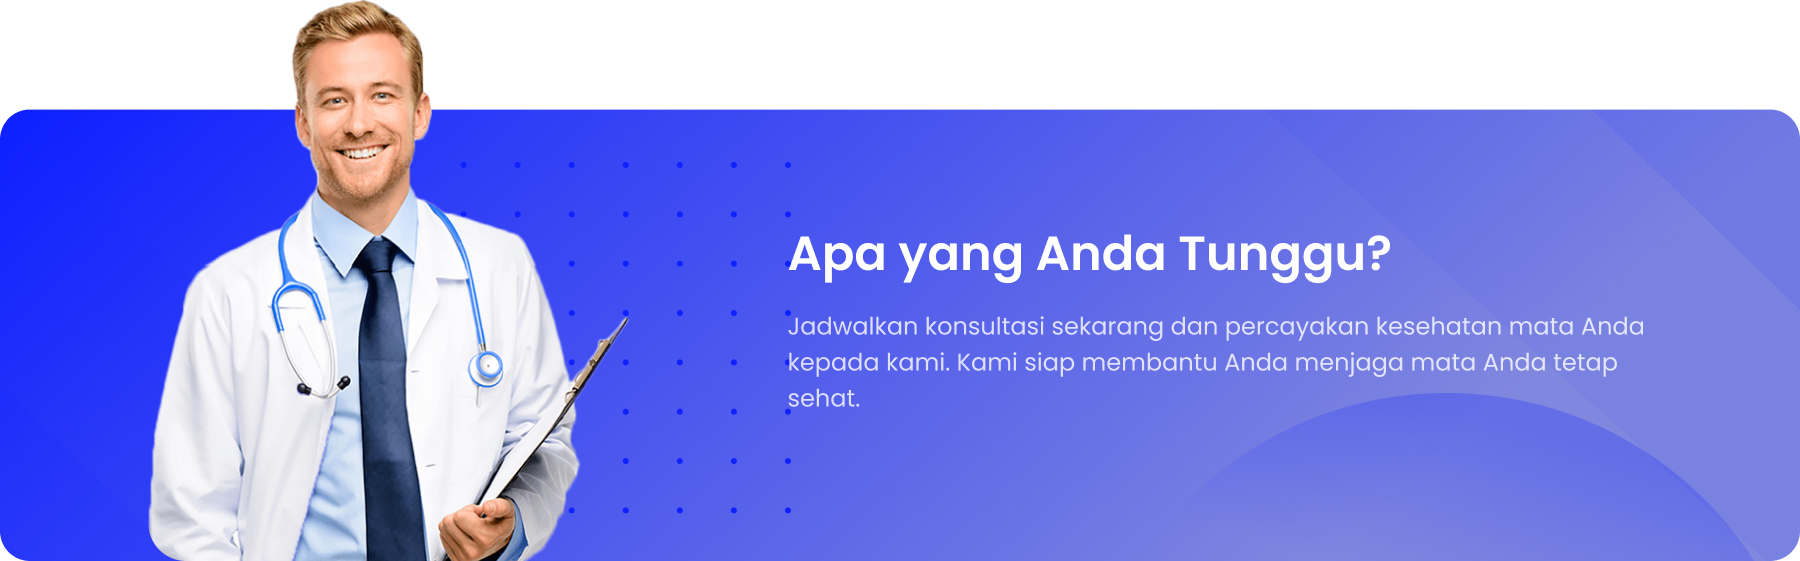 Apa yang Anda Tunggu?
Jadwalkan konsultasi sekarang dan percayakan kesehatan mata Anda
kepada kami. Kami siap membantu Anda menjaga mata Anda tetap
sehat.